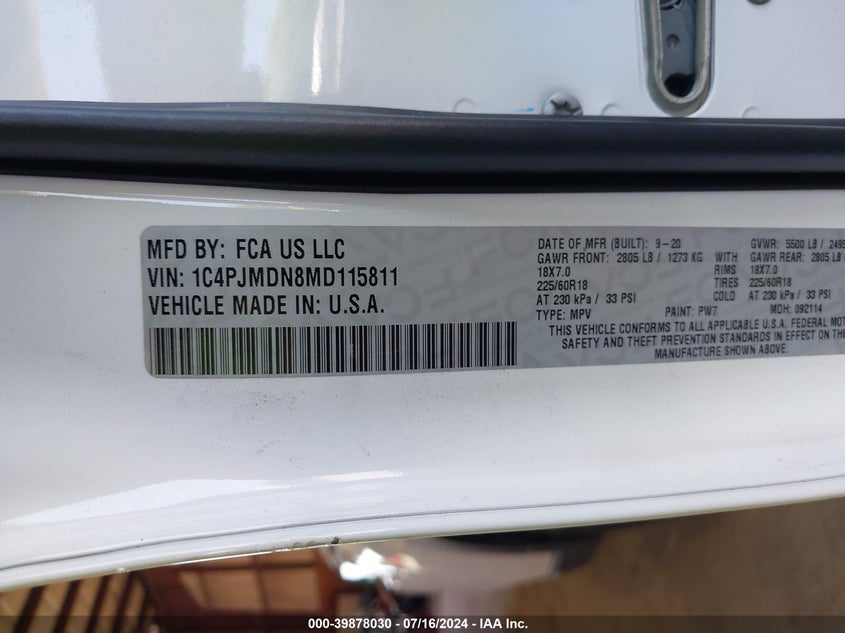 MFD BY: FCA US LLC
VIN: 1C4PJMDN8MD115811
VEHICLE MADE IN: U.S.A.
DATE OF MFR (BUILT): 9-20 GVWR: 5500 LB / 2495
GAWR FRONT: 2805 LB / 1273 KG WITH GAWR REAR: 2805 LB /
18X7.0 RIMS 18X7.0
225/60R18 TIRES 225/60R18
AT 230 kPa / 33 PSI COLD AT 230 kPa / 33 PSI
TYPE: MPV PAINT: PW7 MDH: 092114
THIS VEHICLE CONFORMS TO ALL APPLICABLE U.S.A. FEDERAL MOT
SAFETY AND THEFT PREVENTION STANDARDS IN EFFECT ON THE
MANUFACTURE SHOWN ABOVE.
000-39878030 - 07/16/2024 - IAA Inc.